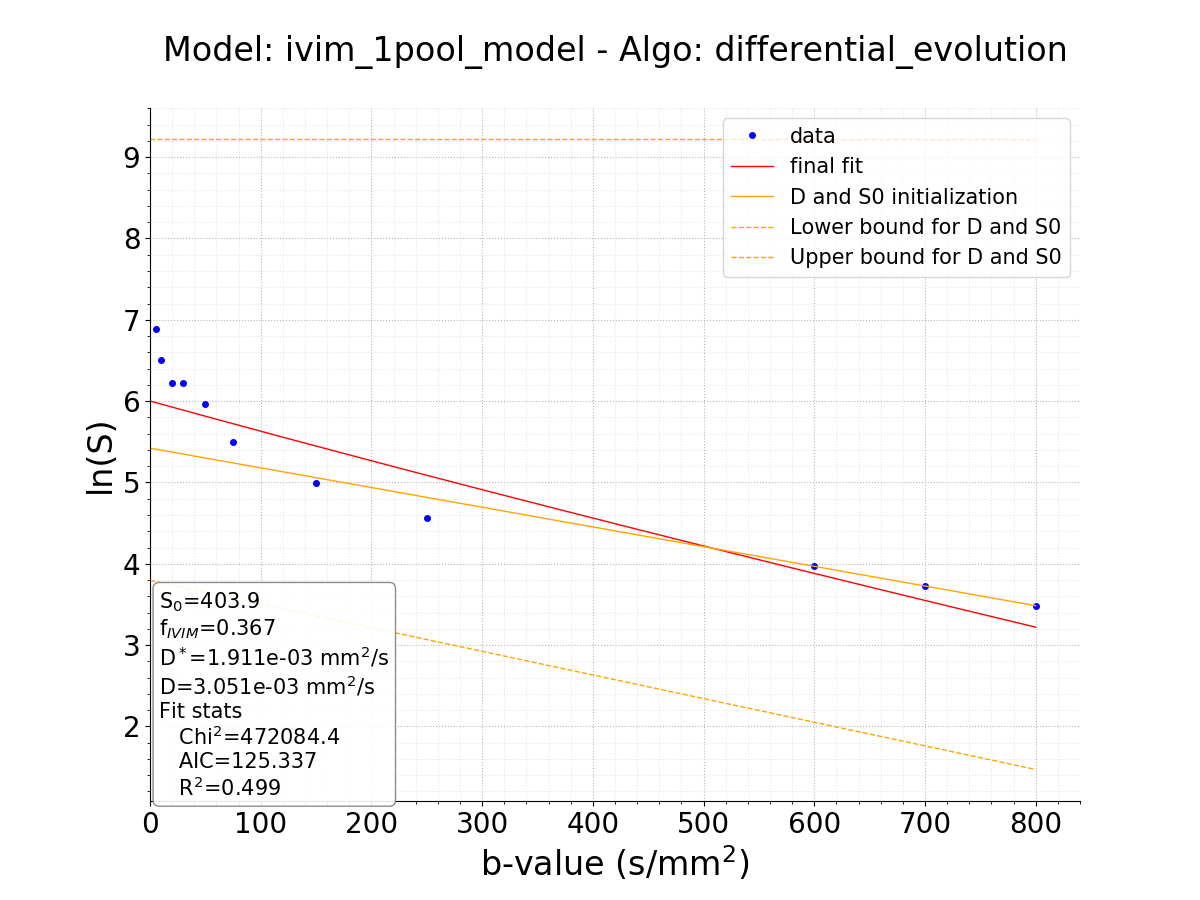 Model: ivim_1pool_model - Algo: differential_evolution
data
final fit
D and S0 initialization
Lower bound for D and S0
Upper bound for D and S0
9
8
7
6
5
4
3
2
ln(S)
S₀=403.9
f_IVIM=0.367
D*=1.911e-03 mm²/s
D=3.051e-03 mm²/s
Fit stats
Chi²=472084.4
AIC=125.337
R²=0.499
0 100 200 300 400 500 600 700 800
b-value (s/mm²)